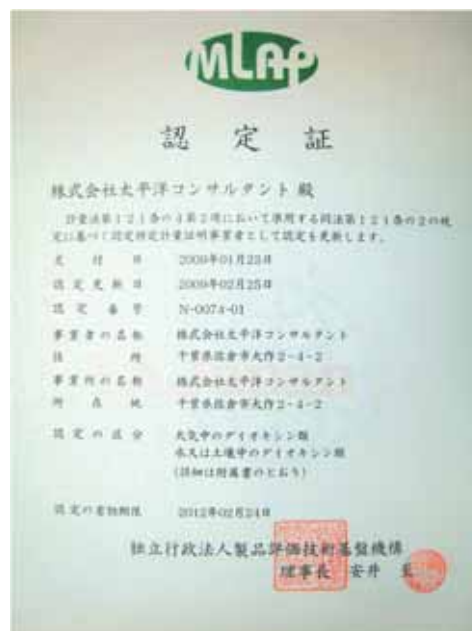 MLAP
認定証
株式会社太平洋コンサルタント 殿
計量法第121条の4第2項において準用する同法第121条の2の規
定に基づて認定特定計量証明事業者として認定を更新します。
交付日 2009年01月23日
認定更新日 2009年02月25日
認定番号 N-0074-01
事業者の名称 株式会社太平洋コンサルタント
住所 千葉県佐倉市大作2-4-2
事業所の名称 株式会社太平洋コンサルタント
所在地 千葉県佐倉市大作2-4-2
認定の区分 大気中のダイオキシン類
水又は土壌中のダイオキシン類
(詳細は附属書のとおり)
認定の有効期限 2012年02月24日
独立行政法人製品評価技術基盤機構
理事長 安井 至